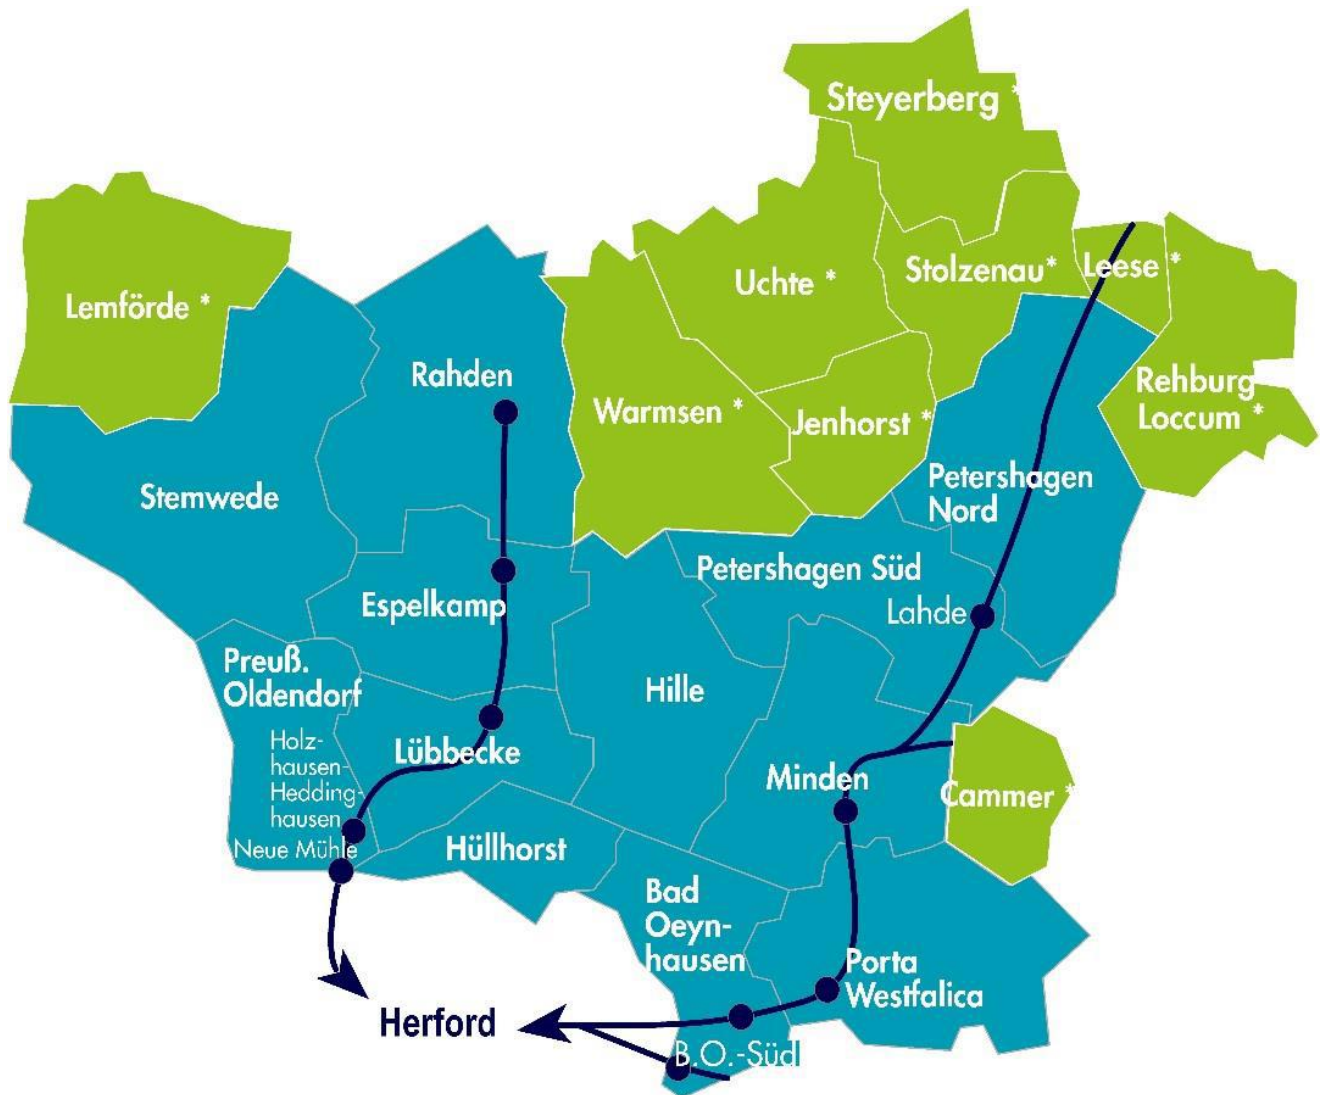 Steyerberg *
Lemförde *
Uchte *
Stolzenau*
Leese *
Rahden
Warmsen *
Jenhorst *
Rehburg
Loccum *
Stemwede
Petershagen
Nord
Petershagen Süd
Espelkamp
Lahde
Preuß.
Oldendorf
Hille
Holz-
hausen-
Hedding-
hausen
Neue Mühle
Lübbecke
Minden
Cammer *
Hüllhorst
Bad
Oeyn-
hausen
Porta
Westfalica
Herford
B.O.-Süd